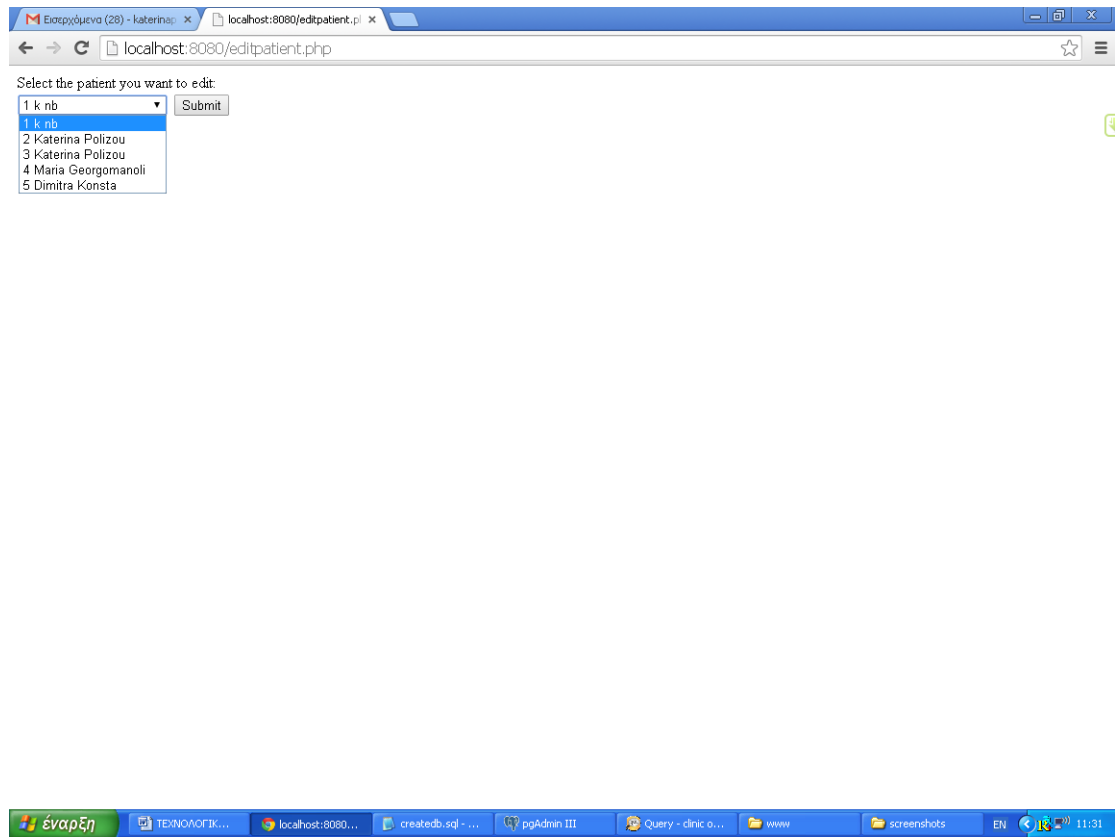 Εισερχόμενα (28) - katerinap
localhost:8080/editpatient.pl
localhost:8080/editpatient.php
Select the patient you want to edit:
1 k nb
Submit
1 k nb
2 Katerina Polizou
3 Katerina Polizou
4 Maria Georgomanoli
5 Dimitra Konsta
έναρξη
ΤΕΧΝΟΛΟΓΙΚ...
localhost:8080...
createdb.sql - ...
pgAdmin III
Query - clinic o...
www
screenshots
EN
11:31